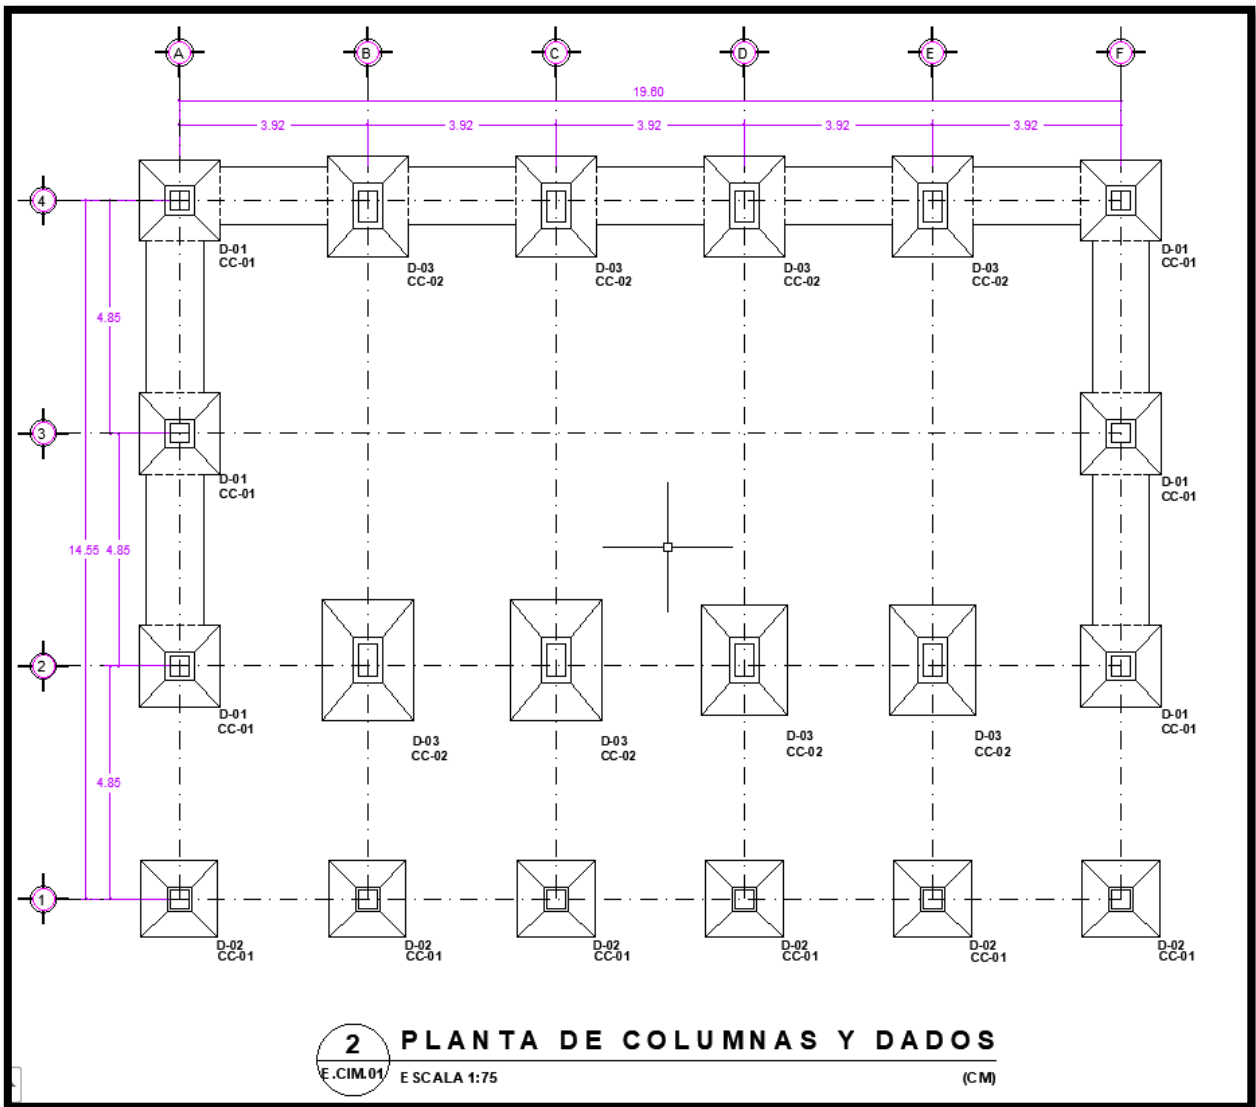 A B C D E F
19.60
3.92 3.92 3.92 3.92 3.92
4
D-01
CC-01
D-03
CC-02
D-03
CC-02
D-03
CC-02
D-03
CC-02
D-01
CC-01
4.85
3
D-01
CC-01
D-01
CC-01
14.55 4.85
2
D-01
CC-01
D-03
CC-02
D-03
CC-02
D-03
CC-02
D-03
CC-02
D-01
CC-01
4.85
1
D-02
CC-01
D-02
CC-01
D-02
CC-01
D-02
CC-01
D-02
CC-01
D-02
CC-01
2
E.CIM.01
PLANTA DE COLUMNAS Y DADOS
ESCALA 1:75
(CM)